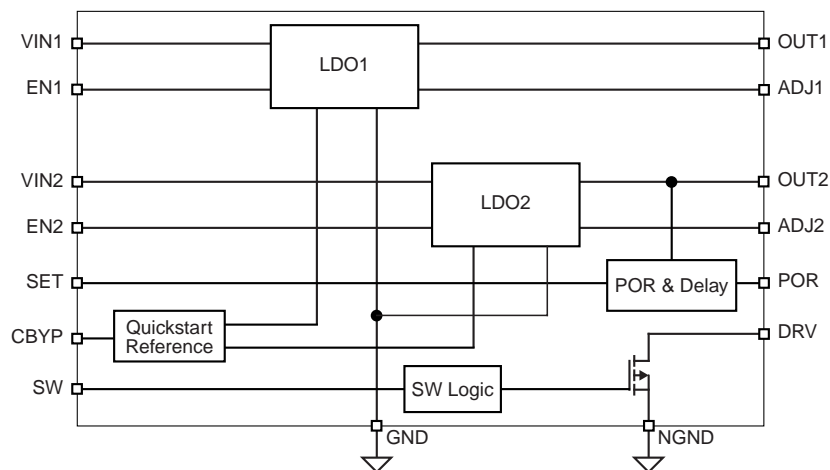 VIN1
LDO1
OUT1
EN1
ADJ1
VIN2
LDO2
OUT2
EN2
ADJ2
SET
POR & Delay
POR
CBYP
Quickstart
Reference
DRV
SW
SW Logic
GND
NGND